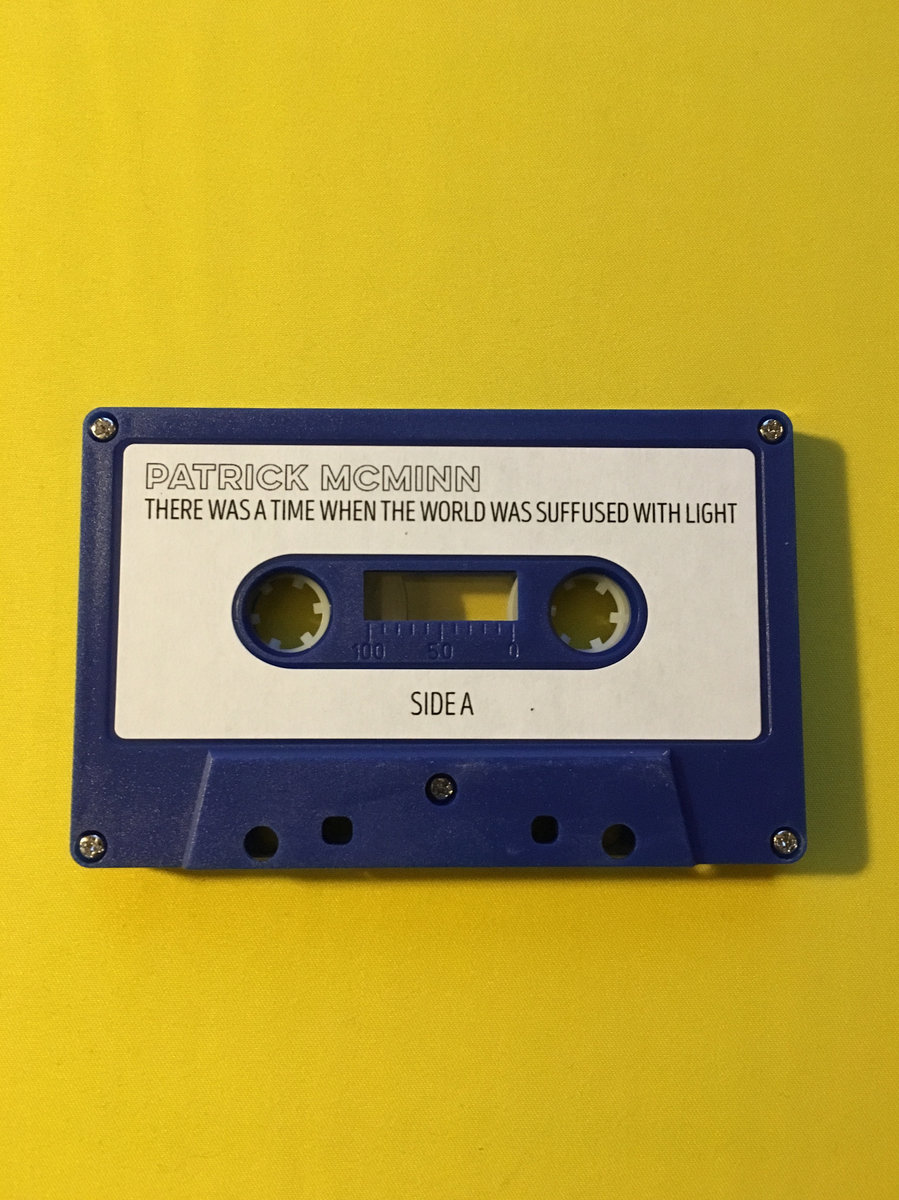 PATRICK MCMINN
THERE WAS A TIME WHEN THE WORLD WAS SUFFUSED WITH LIGHT
100 50 0
SIDE A